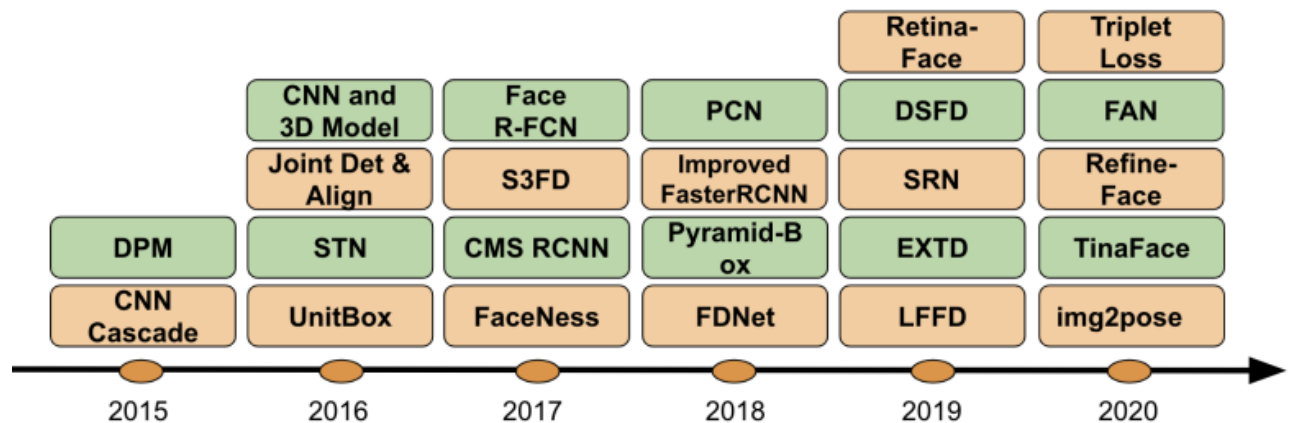 Retina-
Face
Triplet
Loss
CNN and
3D Model
Face
R-FCN
PCN
DSFD
FAN
Joint Det &
Align
S3FD
Improved
FasterRCNN
SRN
Refine-
Face
DPM
STN
CMS RCNN
Pyramid-B
ox
EXTD
TinaFace
CNN
Cascade
UnitBox
FaceNess
FDNet
LFFD
img2pose
2015
2016
2017
2018
2019
2020